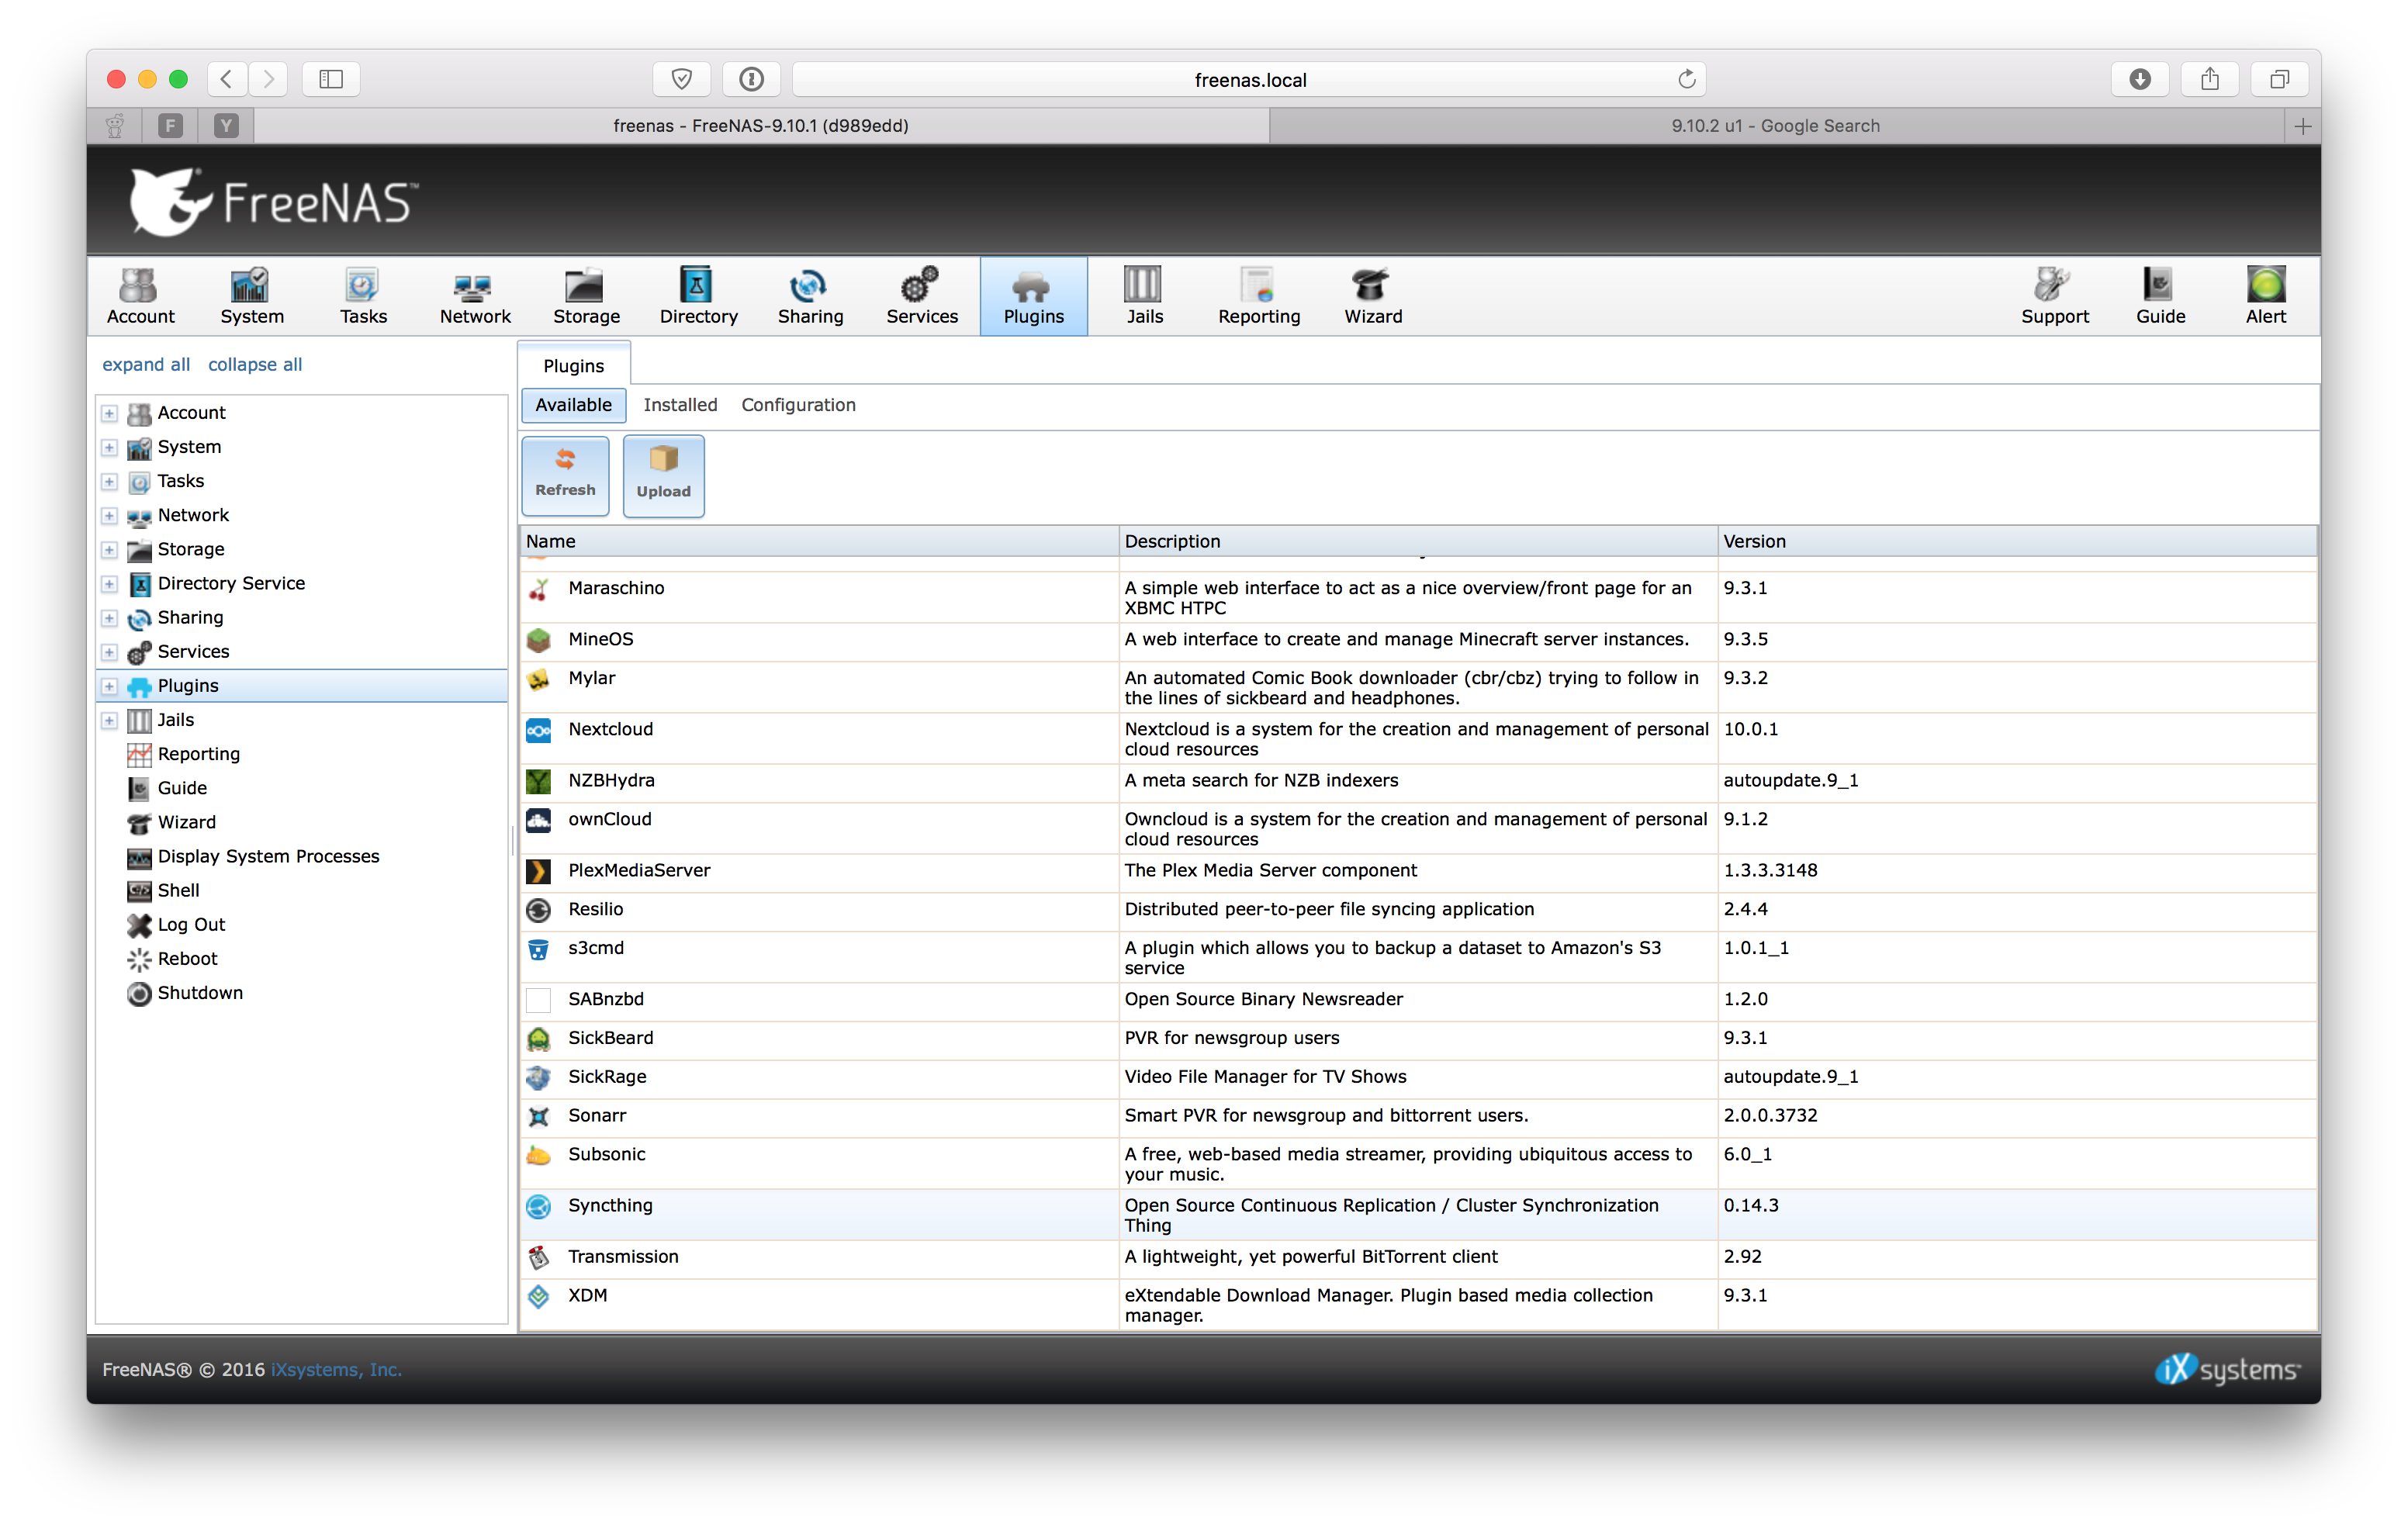 freenas.local
F
Y
freenas - FreeNAS-9.10.1 (d989edd)
9.10.2 u1 - Google Search
FreeNAS™
Account
System
Tasks
Network
Storage
Directory
Sharing
Services
Plugins
Jails
Reporting
Wizard
Support
Guide
Alert
expand all collapse all
Account
System
Tasks
Network
Storage
Directory Service
Sharing
Services
Plugins
Jails
Reporting
Guide
Wizard
Display System Processes
Shell
Log Out
Reboot
Shutdown
Plugins
Available Installed Configuration
Refresh
Upload
Name Description Version
Maraschino A simple web interface to act as a nice overview/front page for an 9.3.1
XBMC HTPC
MineOS A web interface to create and manage Minecraft server instances. 9.3.5
Mylar An automated Comic Book downloader (cbr/cbz) trying to follow in 9.3.2
the lines of sickbeard and headphones.
Nextcloud Nextcloud is a system for the creation and management of personal 10.0.1
cloud resources
NZBHydra A meta search for NZB indexers autoupdate.9_1
ownCloud Owncloud is a system for the creation and management of personal 9.1.2
cloud resources
PlexMediaServer The Plex Media Server component 1.3.3.3148
Resilio Distributed peer-to-peer file syncing application 2.4.4
s3cmd A plugin which allows you to backup a dataset to Amazon's S3 1.0.1_1
service
SABnzbd Open Source Binary Newsreader 1.2.0
SickBeard PVR for newsgroup users 9.3.1
SickRage Video File Manager for TV Shows autoupdate.9_1
Sonarr Smart PVR for newsgroup and bittorrent users. 2.0.0.3732
Subsonic A free, web-based media streamer, providing ubiquitous access to 6.0_1
your music.
Syncthing Open Source Continuous Replication / Cluster Synchronization 0.14.3
Thing
Transmission A lightweight, yet powerful BitTorrent client 2.92
XDM eXtendable Download Manager. Plugin based media collection 9.3.1
manager.
FreeNAS® © 2016 iXsystems, Inc.
iXsystems